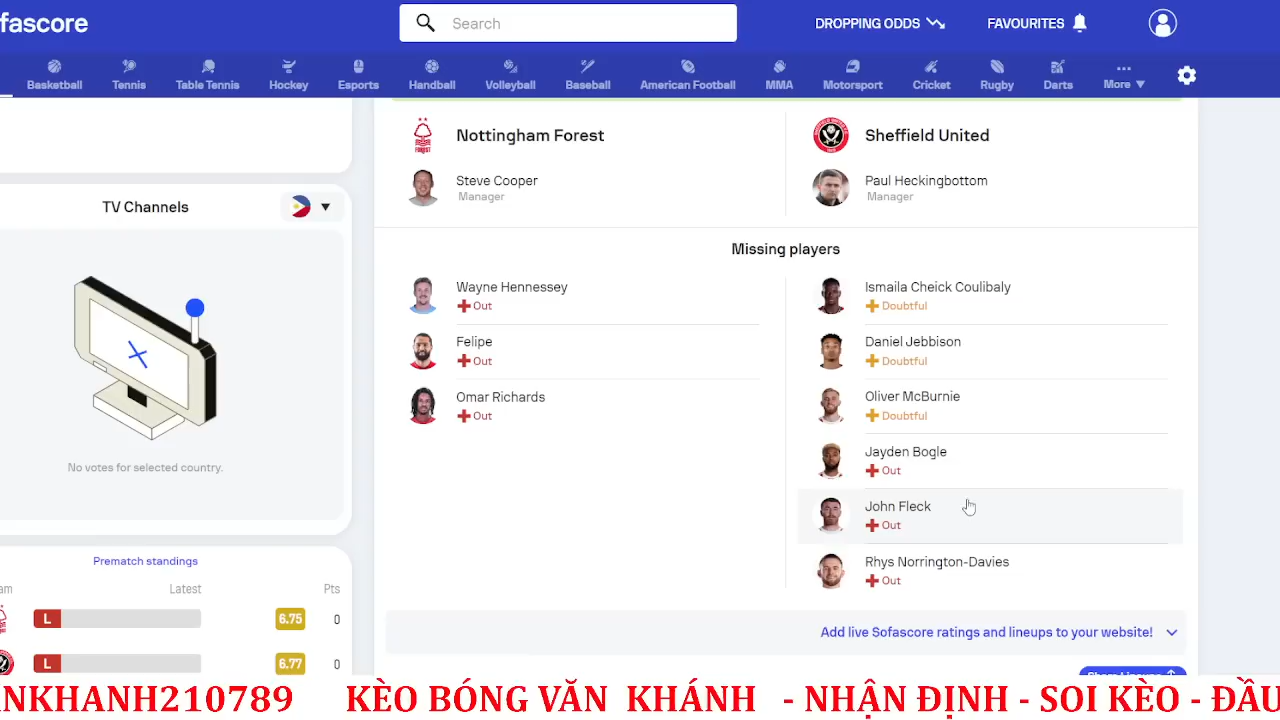 fascore
Search
DROPPING ODDS
FAVOURITES
Basketball
Tennis
Table Tennis
Hockey
Esports
Handball
Volleyball
Baseball
American Football
MMA
Motorsport
Cricket
Rugby
Darts
More
TV Channels
No votes for selected country.
Prematch standings
am Latest Pts
L 6.75 0
L 6.77 0
Nottingham Forest
Steve Cooper
Manager
Sheffield United
Paul Heckingbottom
Manager
Missing players
Wayne Hennessey
Out
Felipe
Out
Omar Richards
Out
Ismaila Cheick Coulibaly
Doubtful
Daniel Jebbison
Doubtful
Oliver McBurnie
Doubtful
Jayden Bogle
Out
John Fleck
Out
Rhys Norrington-Davies
Out
Add live Sofascore ratings and lineups to your website!
NKHANH210789 KÈO BÓNG VĂN KHÁNH - NHẬN ĐỊNH - SOI KÈO - ĐẦU